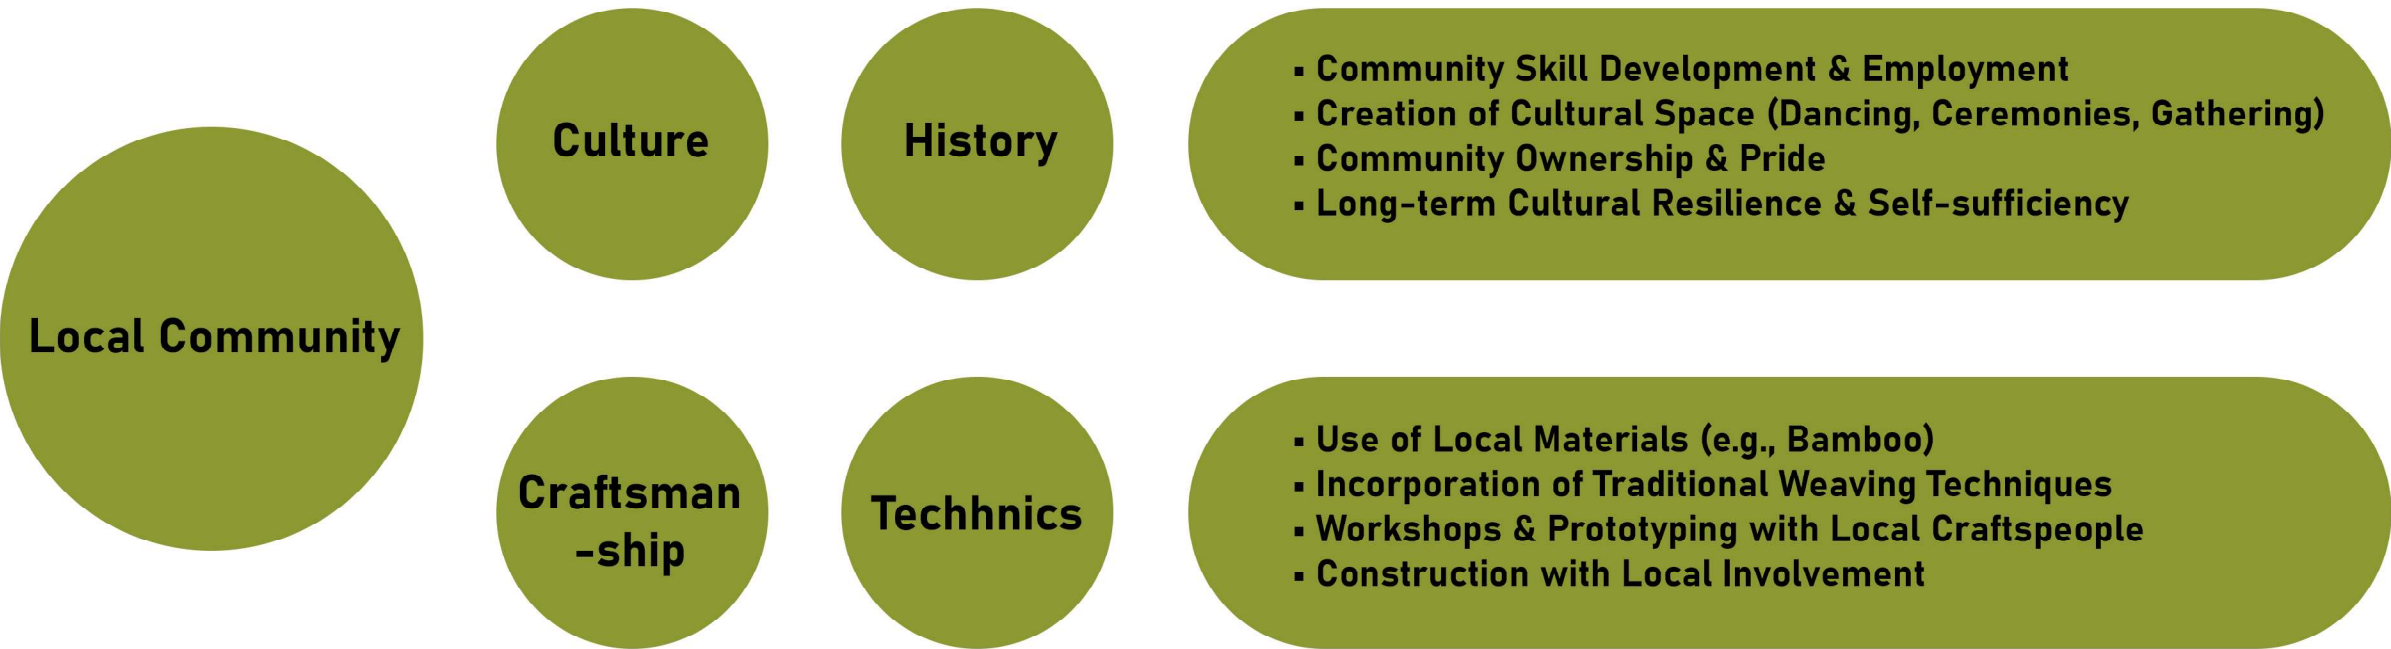 Local Community
Culture
History
▪ Community Skill Development & Employment
▪ Creation of Cultural Space (Dancing, Ceremonies, Gathering)
▪ Community Ownership & Pride
▪ Long-term Cultural Resilience & Self-sufficiency
Craftsman
-ship
Techhnics
▪ Use of Local Materials (e.g., Bamboo)
▪ Incorporation of Traditional Weaving Techniques
▪ Workshops & Prototyping with Local Craftspeople
▪ Construction with Local Involvement